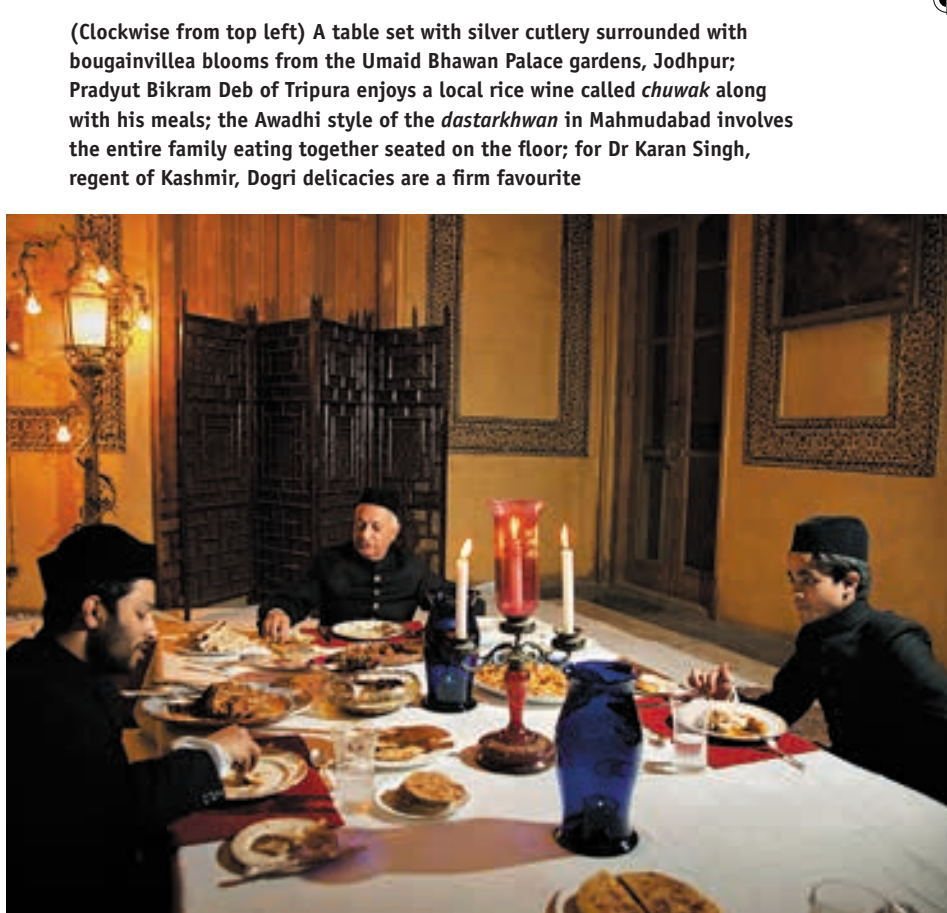 (Clockwise from top left) A table set with silver cutlery surrounded with
bougainvillea blooms from the Umaid Bhawan Palace gardens, Jodhpur;
Pradyut Bikram Deb of Tripura enjoys a local rice wine called chuwak along
with his meals; the Awadhi style of the dastarkhwan in Mahmudabad involves
the entire family eating together seated on the floor; for Dr Karan Singh,
regent of Kashmir, Dogri delicacies are a firm favourite